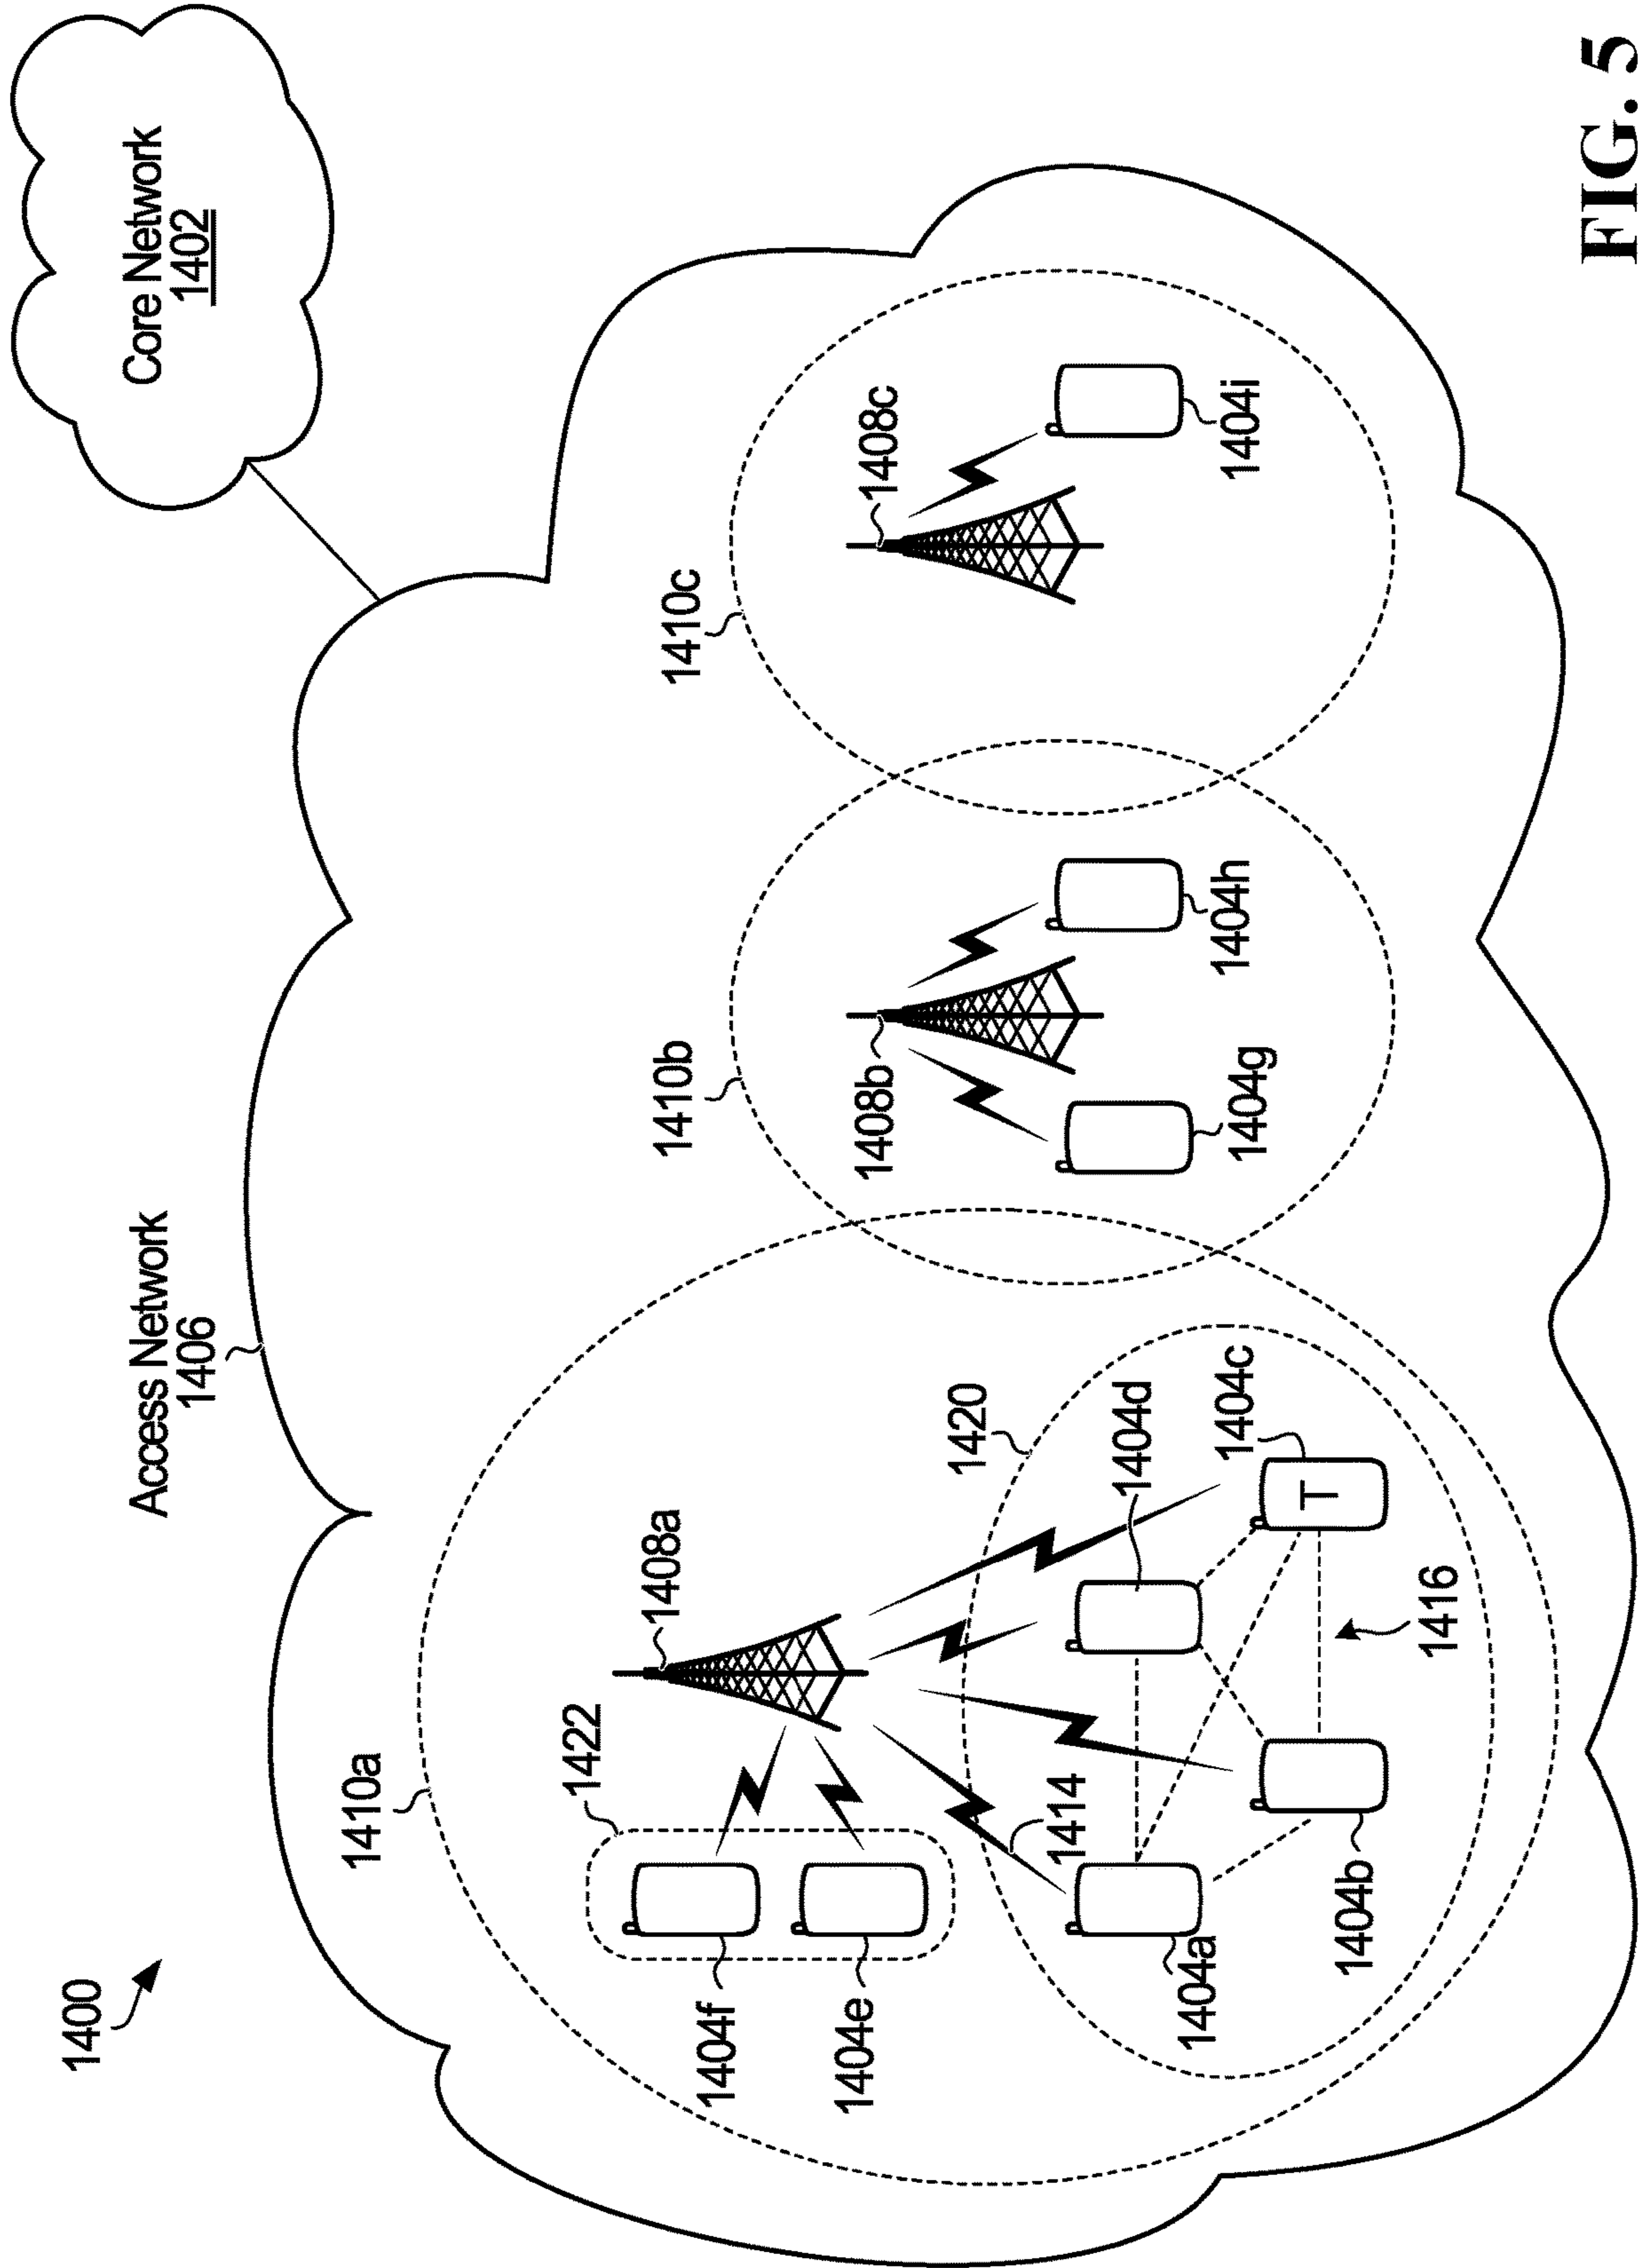 1400
Access Network
1406
Core Network
1402
1410a
1422
1408a
1404f
1404e
1414
1404a
1404b
1420
1404d
1404c
T
1416
1410b
1408b
1404g
1404h
1410c
1408c
1404i
FIG. 5